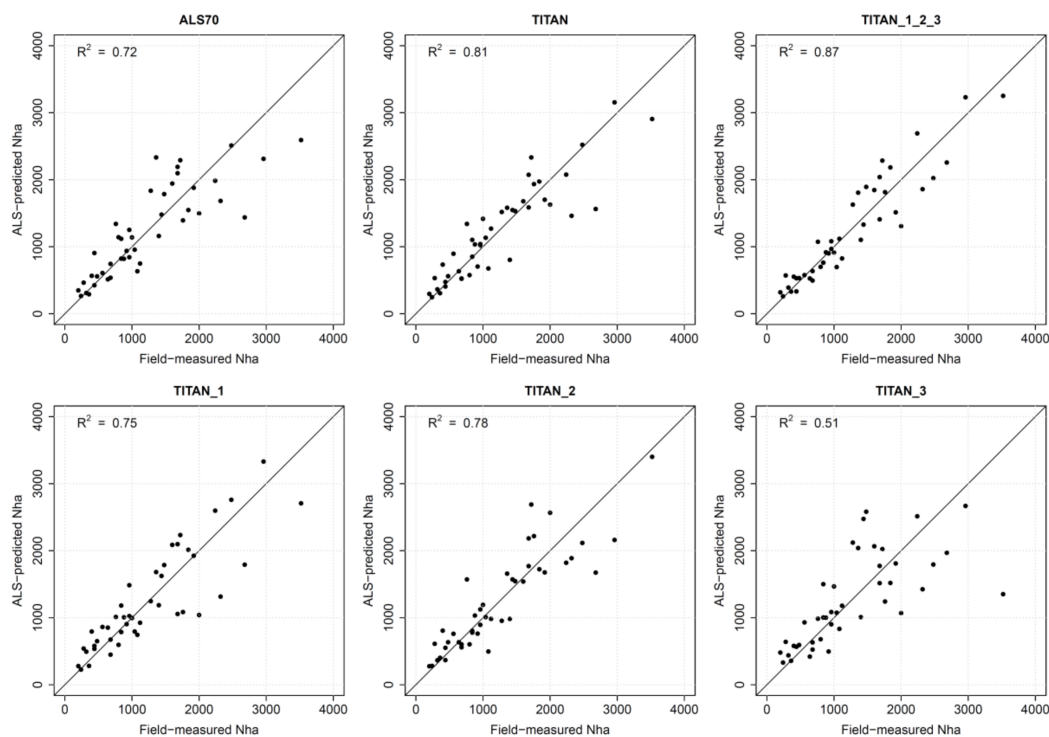 ALS70
R² = 0.72
4000
3000
2000
1000
0
ALS−predicted Nha
0 1000 2000 3000 4000
Field−measured Nha
TITAN
R² = 0.81
4000
3000
2000
1000
0
ALS−predicted Nha
0 1000 2000 3000 4000
Field−measured Nha
TITAN_1_2_3
R² = 0.87
4000
3000
2000
1000
0
ALS−predicted Nha
0 1000 2000 3000 4000
Field−measured Nha
TITAN_1
R² = 0.75
4000
3000
2000
1000
0
ALS−predicted Nha
0 1000 2000 3000 4000
Field−measured Nha
TITAN_2
R² = 0.78
4000
3000
2000
1000
0
ALS−predicted Nha
0 1000 2000 3000 4000
Field−measured Nha
TITAN_3
R² = 0.51
4000
3000
2000
1000
0
ALS−predicted Nha
0 1000 2000 3000 4000
Field−measured Nha